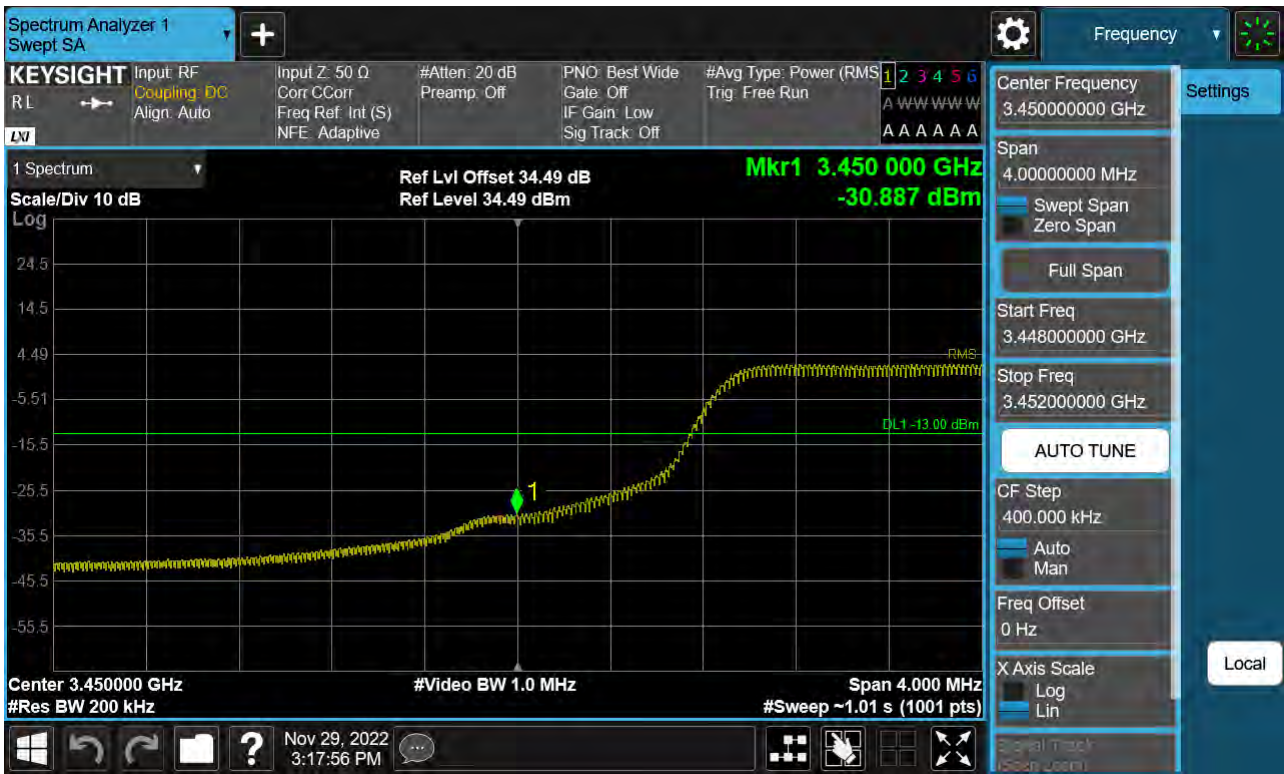 Spectrum Analyzer 1
Swept SA
+
Frequency
KEYSIGHT
R L
LXI
Input: RF
Coupling: DC
Align: Auto
Input Z: 50 Ω
Corr CCorr
Freq Ref: Int (S)
NFE: Adaptive
#Atten: 20 dB
Preamp: Off
PNO: Best Wide
Gate: Off
IF Gain: Low
Sig Track: Off
#Avg Type: Power (RMS
Trig: Free Run
1 2 3 4 5 6
A W W W W W
A A A A A A
1 Spectrum
Scale/Div 10 dB
Log
Ref Lvl Offset 34.49 dB
Ref Level 34.49 dBm
Mkr1 3.450 000 GHz
-30.887 dBm
24.5
14.5
4.49
-5.51
-15.5
-25.5
-35.5
-45.5
-55.5
RMS
DL1 -13.00 dBm
1
Center 3.450000 GHz
#Res BW 200 kHz
#Video BW 1.0 MHz
Span 4.000 MHz
#Sweep ~1.01 s (1001 pts)
Center Frequency
3.450000000 GHz
Settings
Span
4.00000000 MHz
Swept Span
Zero Span
Full Span
Start Freq
3.448000000 GHz
Stop Freq
3.452000000 GHz
AUTO TUNE
CF Step
400.000 kHz
Auto
Man
Freq Offset
0 Hz
X Axis Scale
Log
Lin
Signal Track
(Span Zoom)
Local
?
Nov 29, 2022
3:17:56 PM